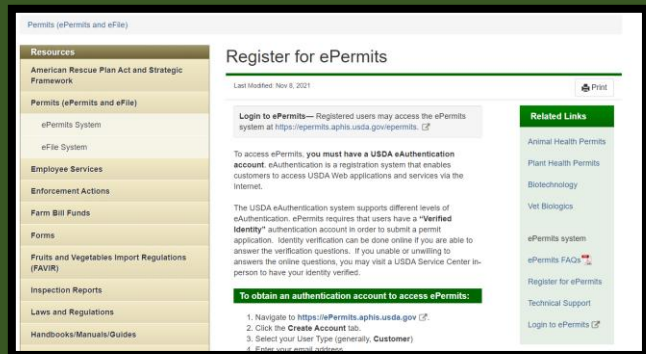 Permits (ePermits and eFile)
Resources
American Rescue Plan Act and Strategic
Framework
Permits (ePermits and eFile)
ePermits System
eFile System
Employee Services
Enforcement Actions
Farm Bill Funds
Forms
Fruits and Vegetables Import Regulations
(FAVIR)
Inspection Reports
Laws and Regulations
Handbooks/Manuals/Guides
Register for ePermits
Last Modified: Nov 8, 2021
Print
Login to ePermits— Registered users may access the ePermits
system at https://epermits.aphis.usda.gov/epermits.
To access ePermits, you must have a USDA eAuthentication
account. eAuthentication is a registration system that enables
customers to access USDA Web applications and services via the
Internet.
The USDA eAuthentication system supports different levels of
eAuthentication. ePermits requires that users have a "Verified
Identity" authentication account in order to submit a permit
application. Identity verification can be done online if you are able to
answer the verification questions. If you unable or unwilling to
answers the online questions, you may visit a USDA Service Center in-
person to have your identity verified.
To obtain an authentication account to access ePermits:
1. Navigate to https://ePermits.aphis.usda.gov
2. Click the Create Account tab.
3. Select your User Type (generally, Customer)
4. Enter your email address
Related Links
Animal Health Permits
Plant Health Permits
Biotechnology
Vet Biologics
ePermits system
ePermits FAQs
Register for ePermits
Technical Support
Login to ePermits